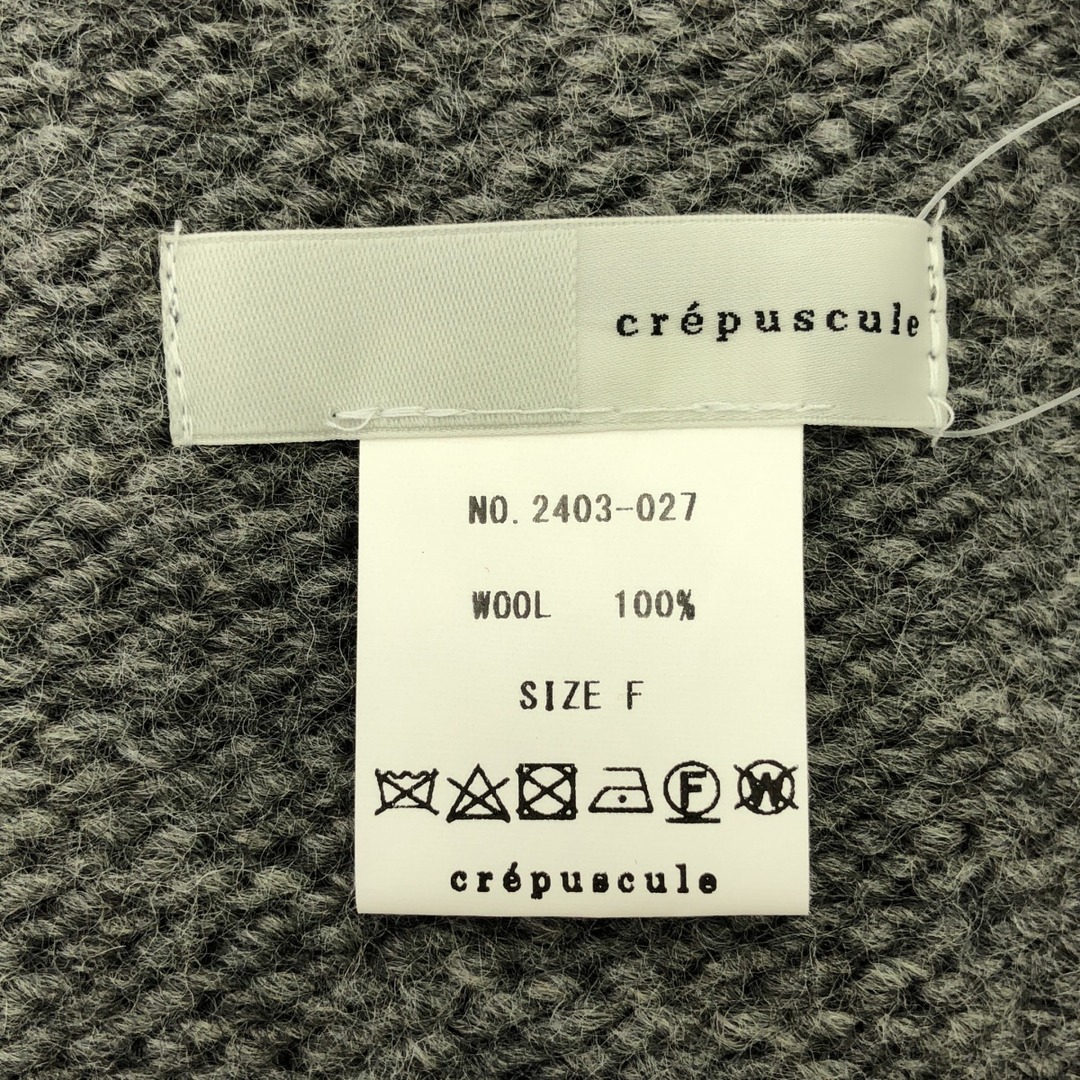 crépuscule
NO. 2403-027
WOOL 100%
SIZE F
F W
crépuscule